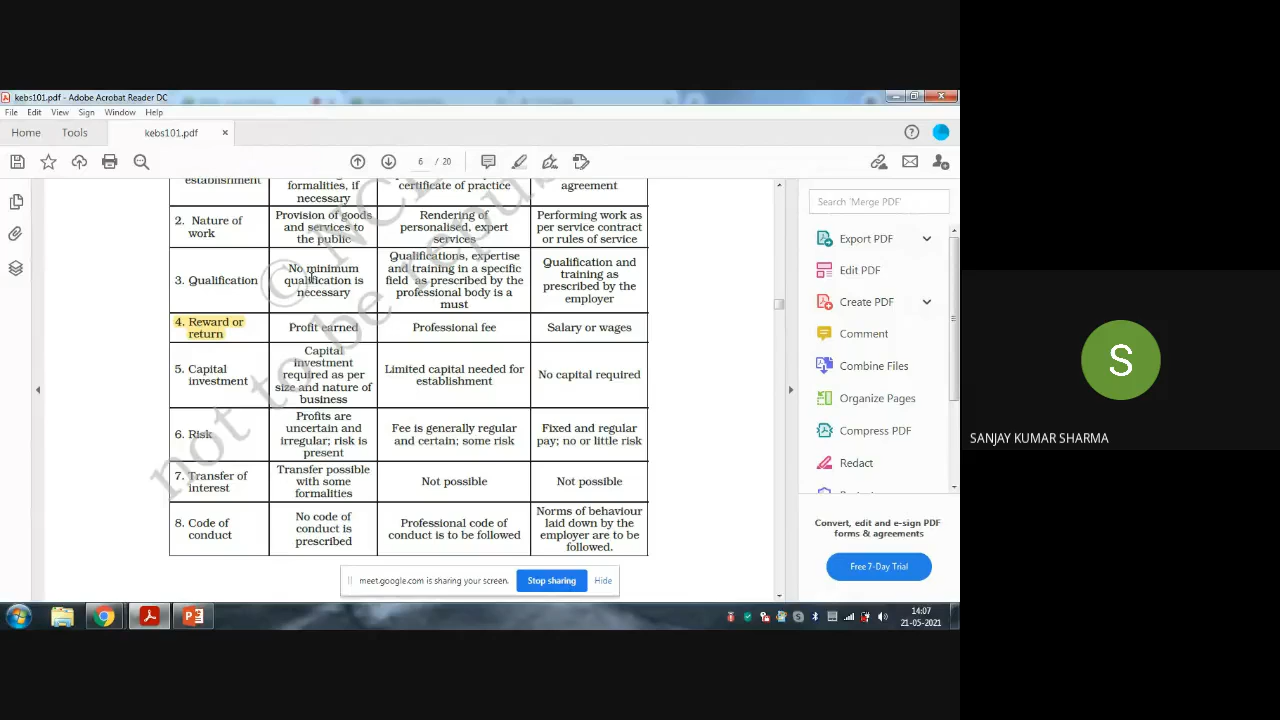 kebs101.pdf - Adobe Acrobat Reader DC
File Edit View Sign Window Help
Home Tools kebs101.pdf ×
6 / 20
establishment
formalities, if
necessary
certificate of practice
agreement
2. Nature of
work
Provision of goods
and services to
the public
Rendering of
personalised, expert
services
Performing work as
per service contract
or rules of service
3. Qualification
No minimum
qualification is
necessary
Qualifications, expertise
and training in a specific
field as prescribed by the
professional body is a
must
Qualification and
training as
prescribed by the
employer
4. Reward or
return
Profit earned
Professional fee
Salary or wages
5. Capital
investment
Capital
investment
required as per
size and nature of
business
Limited capital needed for
establishment
No capital required
6. Risk
Profits are
uncertain and
irregular; risk is
present
Fee is generally regular
and certain; some risk
Fixed and regular
pay; no or little risk
7. Transfer of
interest
Transfer possible
with some
formalities
Not possible
Not possible
8. Code of
conduct
No code of
conduct is
prescribed
Professional code of
conduct is to be followed
Norms of behaviour
laid down by the
employer are to be
followed.
not to be repu
© NCE
Search 'Merge PDF'
Export PDF
Edit PDF
Create PDF
Comment
Combine Files
Organize Pages
Compress PDF
Redact
Convert, edit and e-sign PDF
forms & agreements
Free 7-Day Trial
meet.google.com is sharing your screen.
Stop sharing
Hide
14:07
21-05-2021
S
SANJAY KUMAR SHARMA